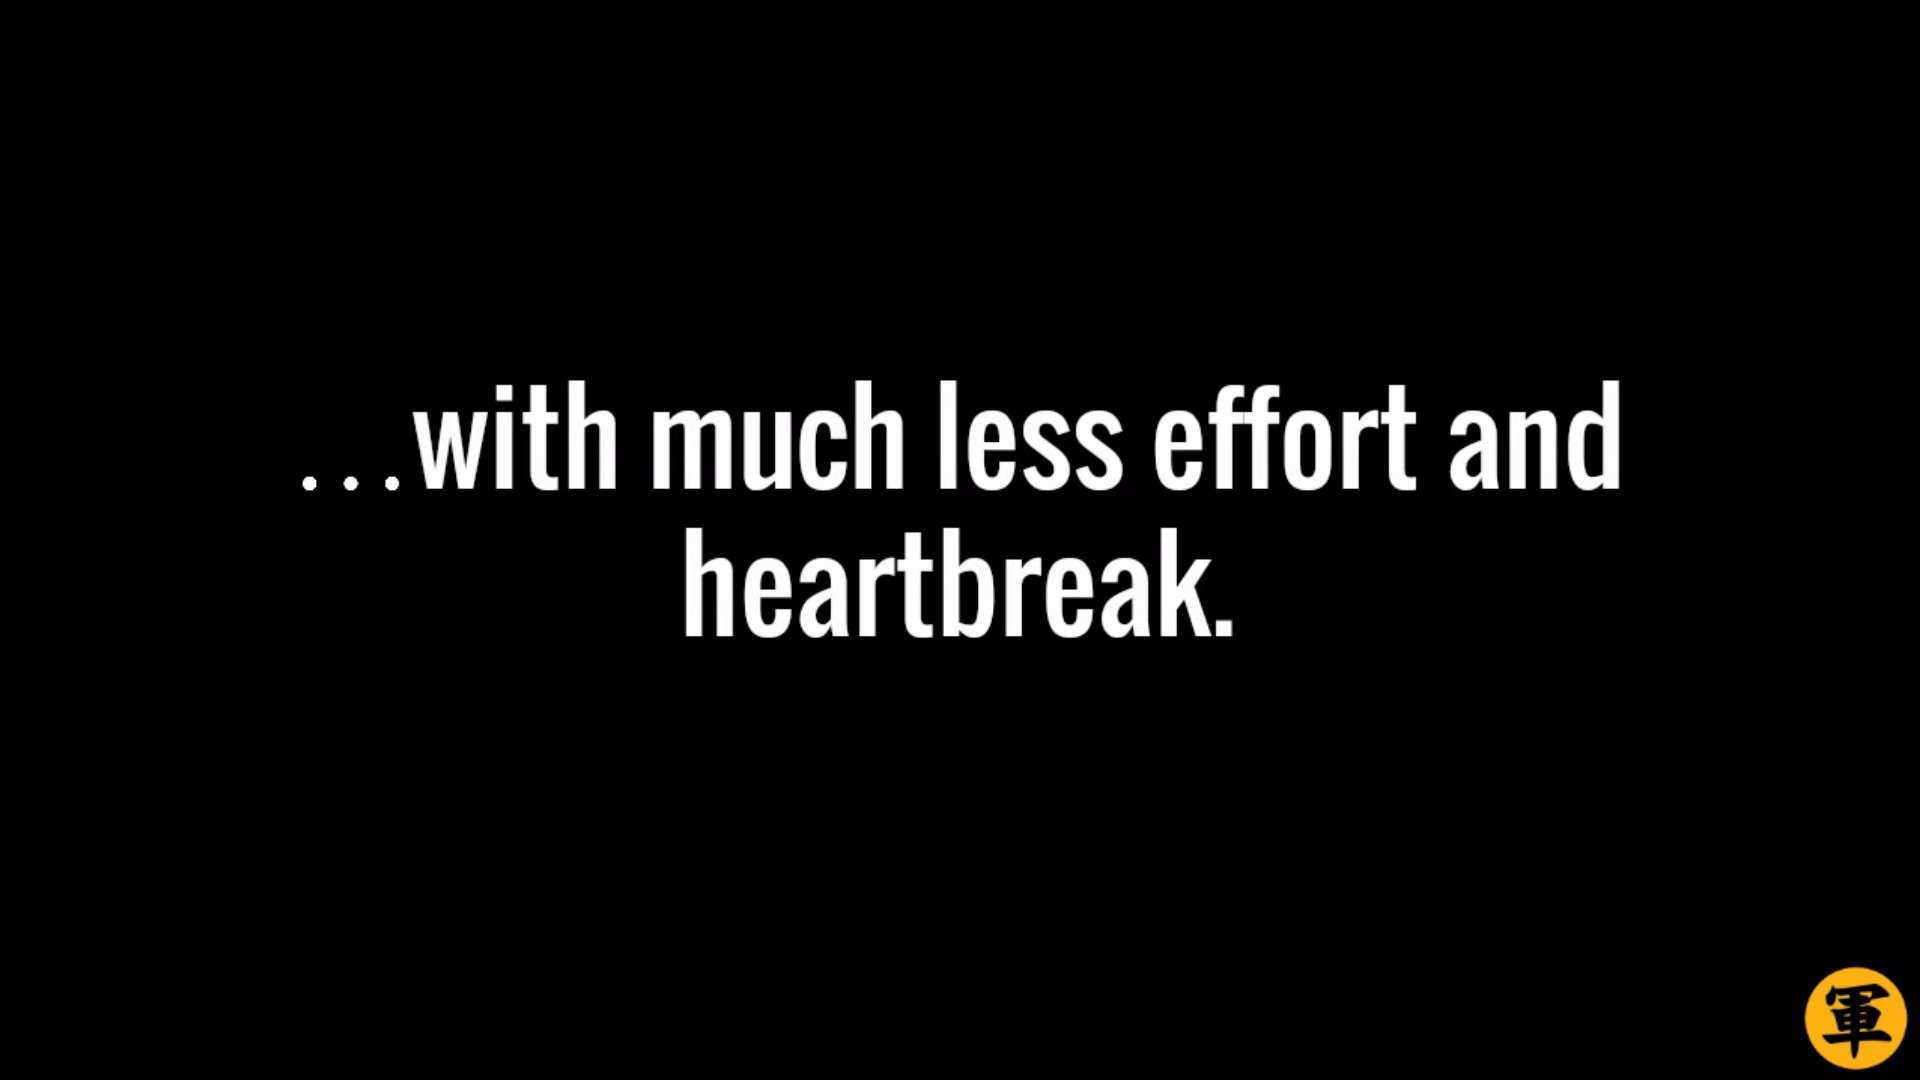 ...with much less effort and
heartbreak.
軍